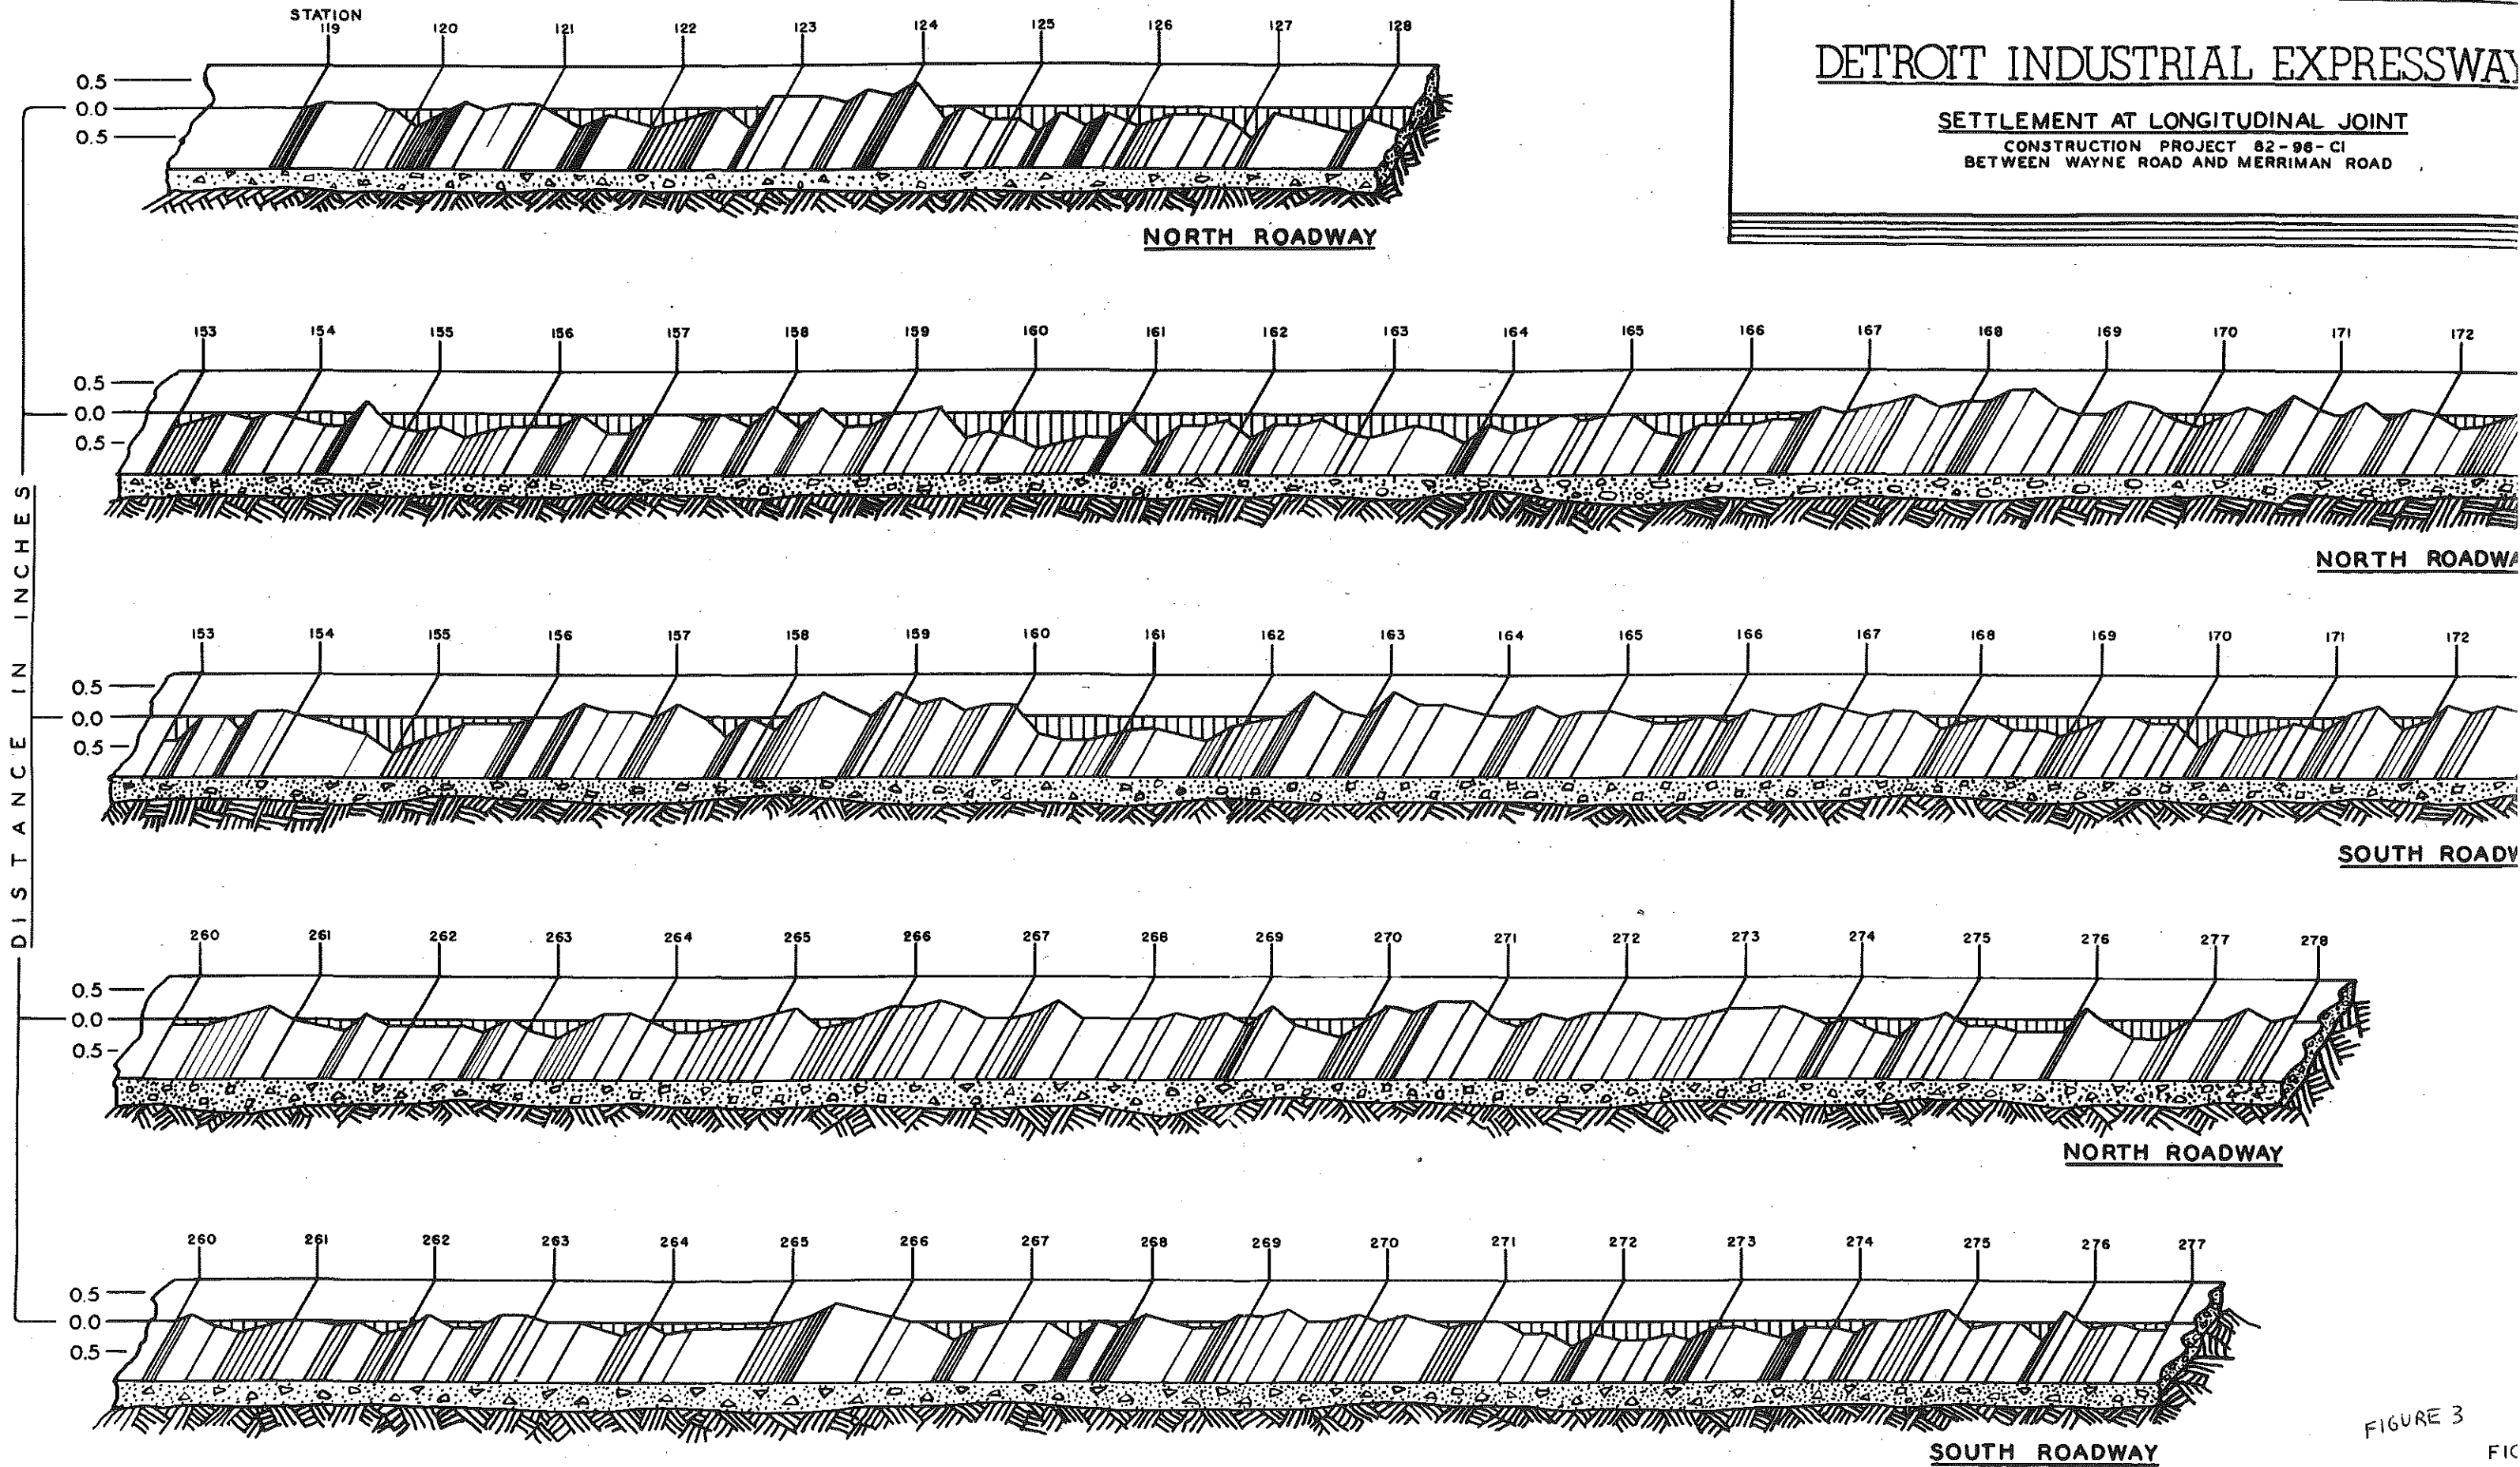 STATION
119 120 121 122 123 124 125 126 127 128
0.5
0.0
0.5
NORTH ROADWAY
DETROIT INDUSTRIAL EXPRESSWAY
SETTLEMENT AT LONGITUDINAL JOINT
CONSTRUCTION PROJECT 82-96-C1
BETWEEN WAYNE ROAD AND MERRIMAN ROAD
DISTANCE IN INCHES
153 154 155 156 157 158 159 160 161 162 163 164 165 166 167 168 169 170 171 172
0.5
0.0
0.5
NORTH ROADWA
153 154 155 156 157 158 159 160 161 162 163 164 165 166 167 168 169 170 171 172
0.5
0.0
0.5
SOUTH ROADW
260 261 262 263 264 265 266 267 268 269 270 271 272 273 274 275 276 277 278
0.5
0.0
0.5
NORTH ROADWAY
260 261 262 263 264 265 266 267 268 269 270 271 272 273 274 275 276 277
0.5
0.0
0.5
SOUTH ROADWAY
FIGURE 3
FIG